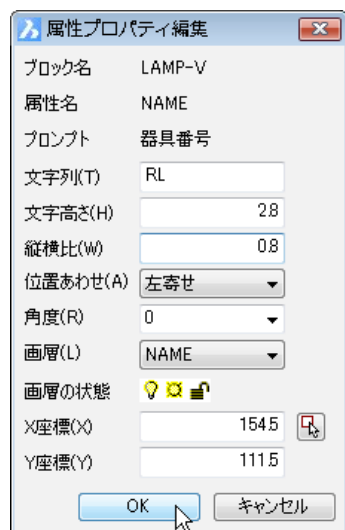 属性プロパティ編集
ブロック名 LAMP-V
属性名 NAME
プロンプト 器具番号
文字列(T) RL
文字高さ(H) 2.8
縦横比(W) 0.8
位置あわせ(A) 左寄せ
角度(R) 0
画層(L) NAME
画層の状態
X座標(X) 154.5
Y座標(Y) 111.5
OK キャンセル